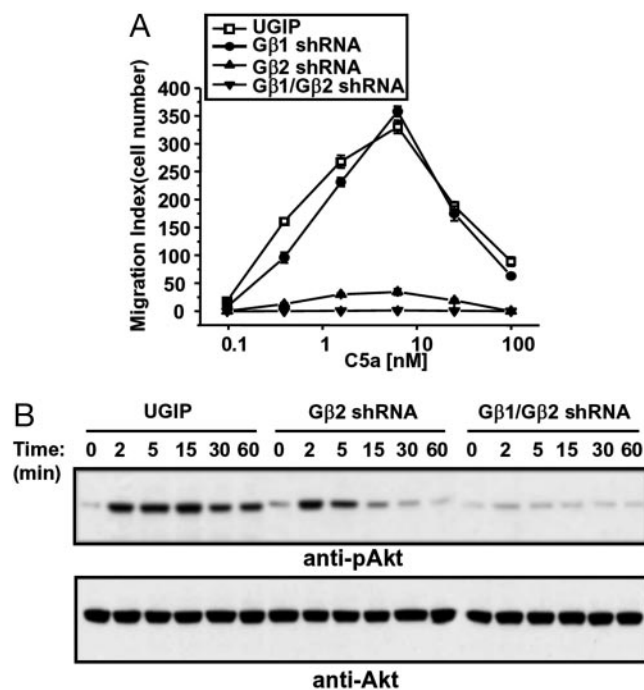 A
UGIP
Gβ1 shRNA
Gβ2 shRNA
Gβ1/Gβ2 shRNA
Migration Index(cell number)
400
350
300
250
200
150
100
50
0
0.1 1 10 100
C5a [nM]
B
UGIP Gβ2 shRNA Gβ1/Gβ2 shRNA
Time: 0 2 5 15 30 60 0 2 5 15 30 60 0 2 5 15 30 60
(min)
anti-pAkt
anti-Akt